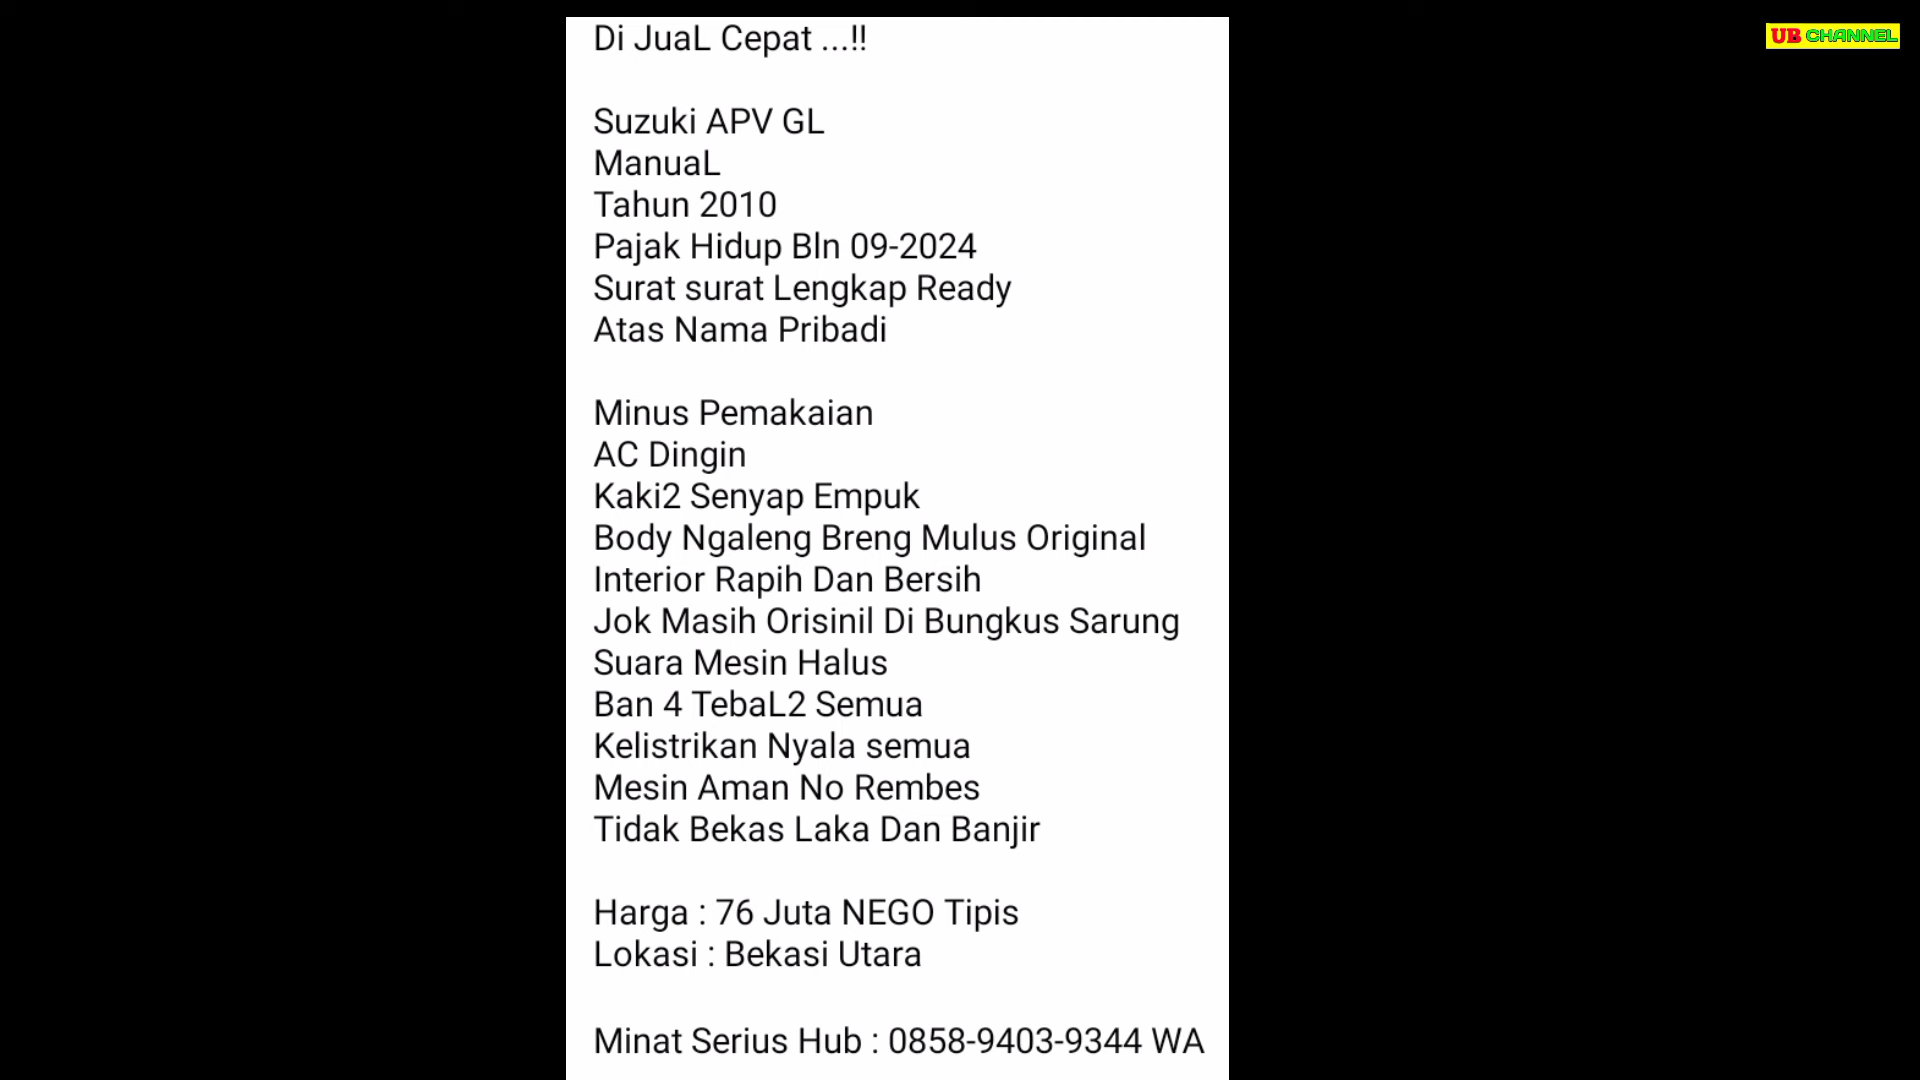 Di JuaL Cepat ...!!
UB CHANNEL
Suzuki APV GL
ManuaL
Tahun 2010
Pajak Hidup Bln 09-2024
Surat surat Lengkap Ready
Atas Nama Pribadi
Minus Pemakaian
AC Dingin
Kaki2 Senyap Empuk
Body Ngaleng Breng Mulus Original
Interior Rapih Dan Bersih
Jok Masih Orisinil Di Bungkus Sarung
Suara Mesin Halus
Ban 4 TebaL2 Semua
Kelistrikan Nyala semua
Mesin Aman No Rembes
Tidak Bekas Laka Dan Banjir
Harga : 76 Juta NEGO Tipis
Lokasi : Bekasi Utara
Minat Serius Hub : 0858-9403-9344 WA